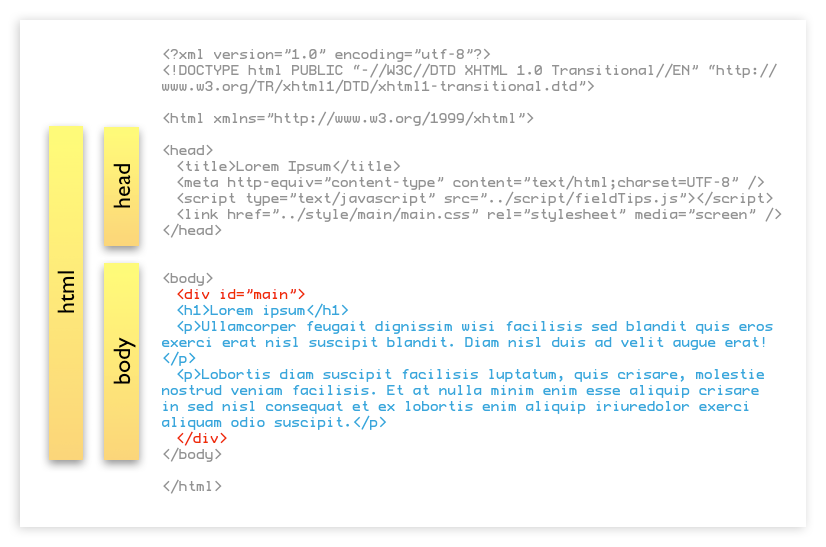 <?xml version="1.0" encoding="utf-8"?>
<!DOCTYPE html PUBLIC "-//W3C//DTD XHTML 1.0 Transitional//EN" "http://
www.w3.org/TR/xhtml1/DTD/xhtml1-transitional.dtd">
<html xmlns="http://www.w3.org/1999/xhtml">
<head>
<title>Lorem Ipsum</title>
<meta http-equiv="content-type" content="text/html;charset=UTF-8" />
<script type="text/javascript" src="../script/fieldTips.js"></script>
<link href="../style/main/main.css" rel="stylesheet" media="screen" />
</head>
<body>
<div id="main">
<h1>Lorem ipsum</h1>
<p>Ullamcorper feugait dignissim wisi facilisis sed blandit quis eros
exerci erat nisl suscipit blandit. Diam nisl duis ad velit augue erat!
</p>
<p>Lobortis diam suscipit facilisis luptatum, quis crisare, molestie
nostrud veniam facilisis. Et at nulla minim enim esse aliquip crisare
in sed nisl consequat et ex lobortis enim aliquip iriuredolor exerci
aliquam odio suscipit.</p>
</div>
</body>
</html>
html
head
body